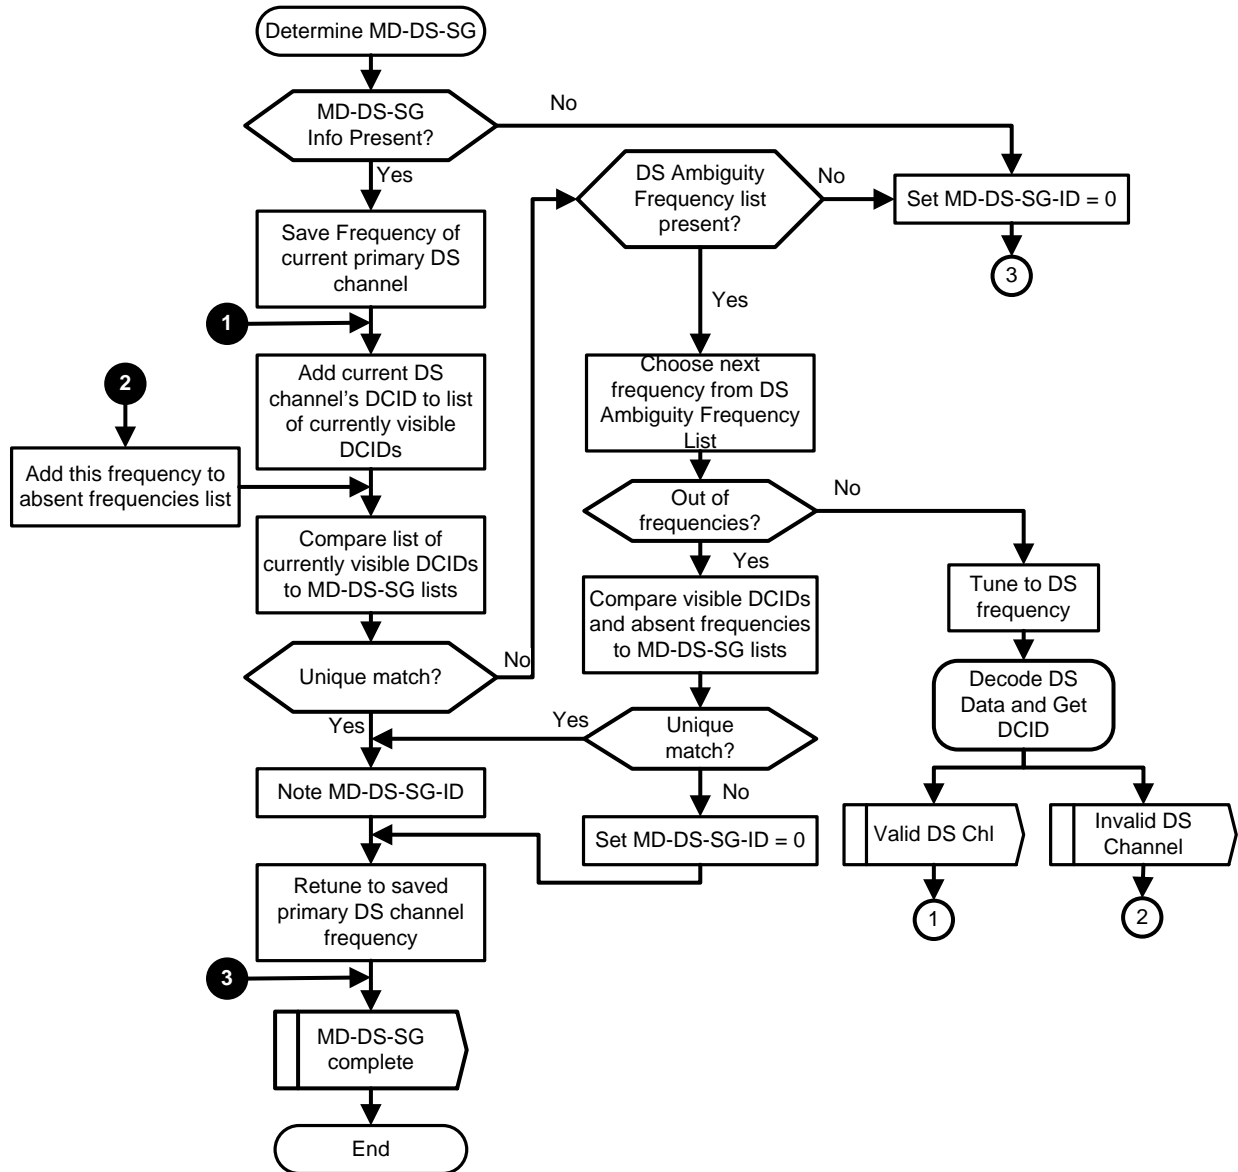 Determine MD-DS-SG
MD-DS-SG
Info Present?
No
Yes
Save Frequency of
current primary DS
channel
1
Add current DS
channel's DCID to list
of currently visible
DCIDs
2
Add this frequency to
absent frequencies list
Compare list of
currently visible DCIDs
to MD-DS-SG lists
Unique match?
No
Yes
Note MD-DS-SG-ID
Retune to saved
primary DS channel
frequency
3
MD-DS-SG
complete
End
DS Ambiguity
Frequency list
present?
No
Set MD-DS-SG-ID = 0
3
Yes
Choose next
frequency from DS
Ambiguity Frequency
List
Out of
frequencies?
No
Yes
Compare visible DCIDs
and absent frequencies
to MD-DS-SG lists
Unique
match?
Yes
No
Set MD-DS-SG-ID = 0
Tune to DS
frequency
Decode DS
Data and Get
DCID
Valid DS Chl
1
Invalid DS
Channel
2